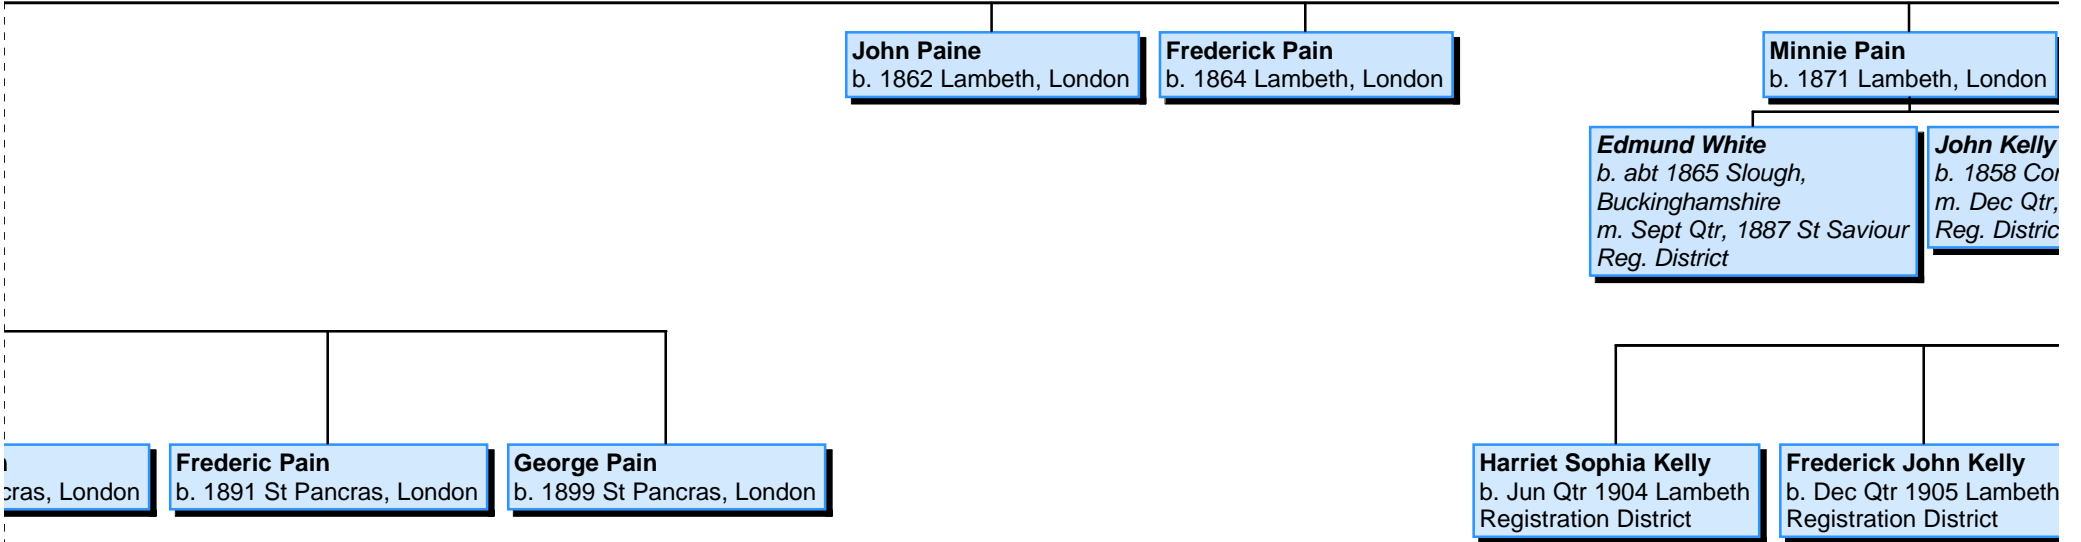 John Paine
b. 1862 Lambeth, London
Frederick Pain
b. 1864 Lambeth, London
Minnie Pain
b. 1871 Lambeth, London
Edmund White
b. abt 1865 Slough,
Buckinghamshire
m. Sept Qtr, 1887 St Saviour
Reg. District
John Kelly
b. 1858
m. Dec Qtr,
Reg.
London
Frederic Pain
b. 1891 St Pancras, London
George Pain
b. 1899 St Pancras, London
Harriet Sophia Kelly
b. Jun Qtr 1904 Lambeth
Registration District
Frederick John Kelly
b. Dec Qtr 1905 Lambeth
Registration District